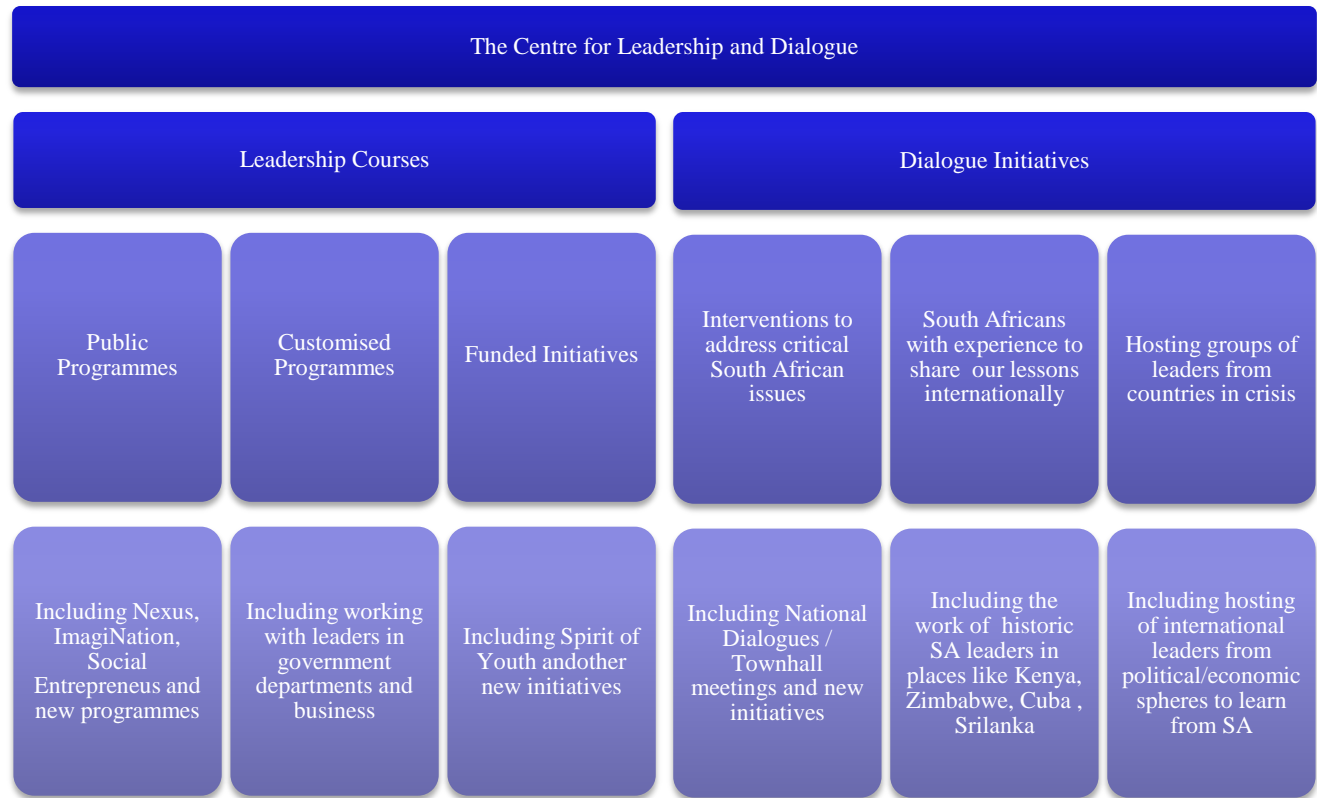 The Centre for Leadership and Dialogue
Leadership Courses
Dialogue Initiatives
Public
Programmes
Customised
Programmes
Funded Initiatives
Interventions to
address critical
South African
issues
South Africans
with experience to
share  our lessons
internationally
Hosting groups of
leaders from
countries in crisis
Including Nexus,
ImagiNation,
Social
Entrepreneus and
new programmes
Including working
with leaders in
government
departments and
business
Including Spirit of
Youth andother
new initiatives
Including National
Dialogues /
Townhall
meetings and new
initiatives
Including the
work of  historic
SA leaders in
places like Kenya,
Zimbabwe, Cuba ,
Srilanka
Including hosting
of international
leaders from
political/economic
spheres to learn
from SA